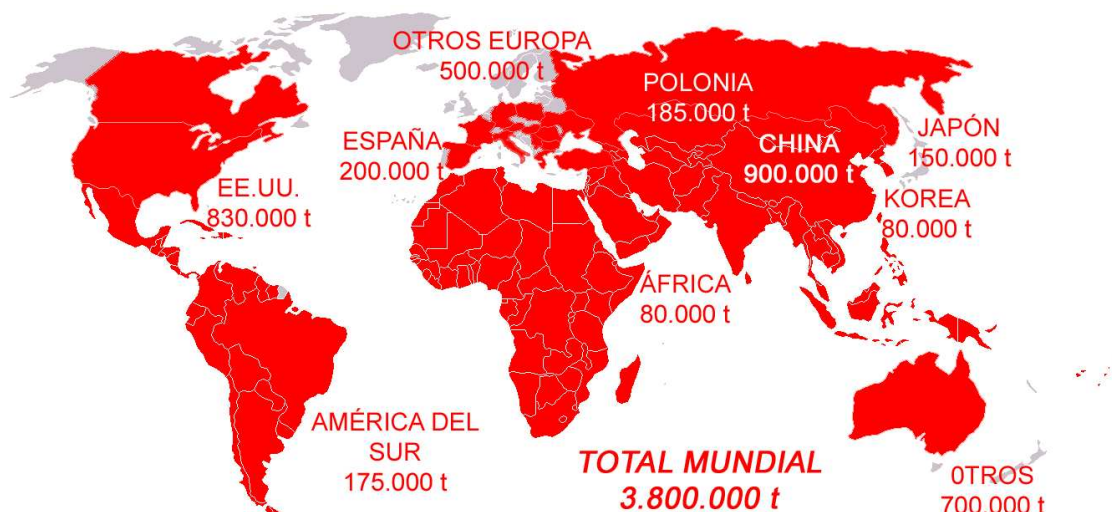 OTROS EUROPA
500.000 t
POLONIA
185.000 t
ESPAÑA
200.000 t
CHINA
900.000 t
JAPÓN
150.000 t
EE.UU.
830.000 t
KOREA
80.000 t
ÁFRICA
80.000 t
AMÉRICA DEL
SUR
175.000 t
TOTAL MUNDIAL
3.800.000 t
0TROS
700.000 t